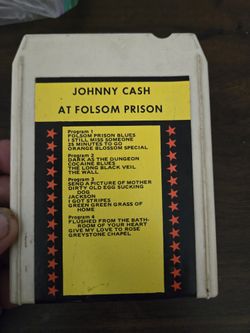 JOHNNY CASH
AT FOLSOM PRISON
Program 1
FOLSOM PRISON BLUES
I STILL MISS SOMEONE
25 MINUTES TO GO
ORANGE BLOSSOM SPECIAL
Program 2
DARK AS THE DUNGEON
COCAINE BLUES
THE LONG BLACK VEIL
THE WALL
Program 3
SEND A PICTURE OF MOTHER
DIRTY OLD EGG SUCKING
DOG
JACKSON
I GOT STRIPES
GREEN GREEN GRASS OF
HOME
Program 4
FLUSHED FROM THE BATH-
ROOM OF YOUR HEART
GIVE MY LOVE TO ROSE
GREYSTONE CHAPEL